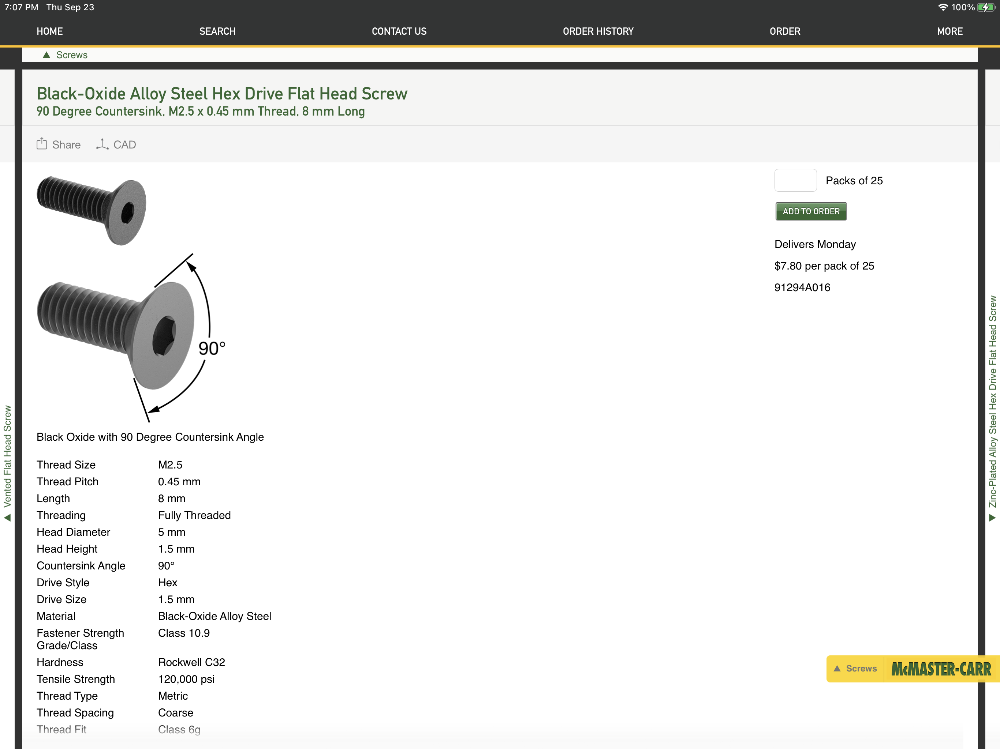 7:07 PM Thu Sep 23
100%
HOME SEARCH CONTACT US ORDER HISTORY ORDER MORE
▲ Screws
Black-Oxide Alloy Steel Hex Drive Flat Head Screw
90 Degree Countersink, M2.5 x 0.45 mm Thread, 8 mm Long
Share CAD
Packs of 25
ADD TO ORDER
Delivers Monday
$7.80 per pack of 25
91294A016
90°
Black Oxide with 90 Degree Countersink Angle
Thread Size M2.5
Thread Pitch 0.45 mm
Length 8 mm
Threading Fully Threaded
Head Diameter 5 mm
Head Height 1.5 mm
Countersink Angle 90°
Drive Style Hex
Drive Size 1.5 mm
Material Black-Oxide Alloy Steel
Fastener Strength Class 10.9
Grade/Class
Hardness Rockwell C32
Tensile Strength 120,000 psi
Thread Type Metric
Thread Spacing Coarse
Thread Fit Class 6g
▲ Vented Flat Head Screw
▼ Zinc-Plated Alloy Steel Hex Drive Flat Head Screw
▲ Screws McMASTER-CARR